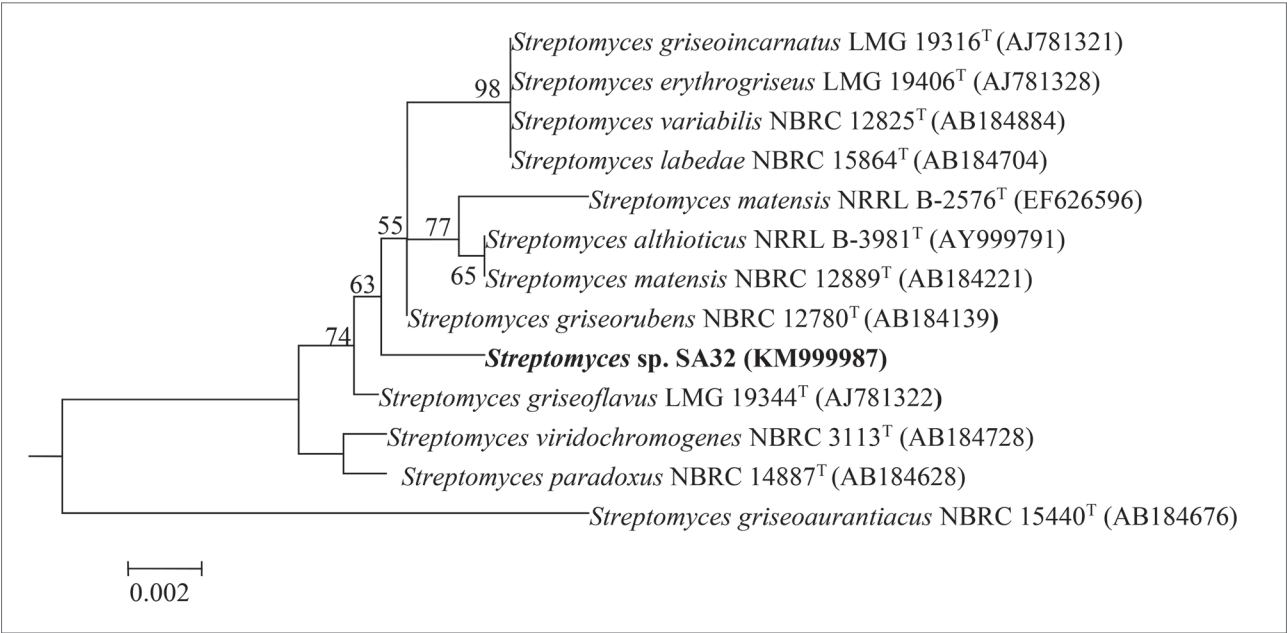 Streptomyces griseoincarnatus LMG 19316T (AJ781321)
98
Streptomyces erythrogriseus LMG 19406T (AJ781328)
Streptomyces variabilis NBRC 12825T (AB184884)
Streptomyces labedae NBRC 15864T (AB184704)
Streptomyces matensis NRRL B-2576T (EF626596)
55
77
Streptomyces althioticus NRRL B-3981T (AY999791)
65
Streptomyces matensis NBRC 12889T (AB184221)
63
Streptomyces griseorubens NBRC 12780T (AB184139)
74
Streptomyces sp. SA32 (KM999987)
Streptomyces griseoflavus LMG 19344T (AJ781322)
Streptomyces viridochromogenes NBRC 3113T (AB184728)
Streptomyces paradoxus NBRC 14887T (AB184628)
Streptomyces griseoaurantiacus NBRC 15440T (AB184676)
0.002